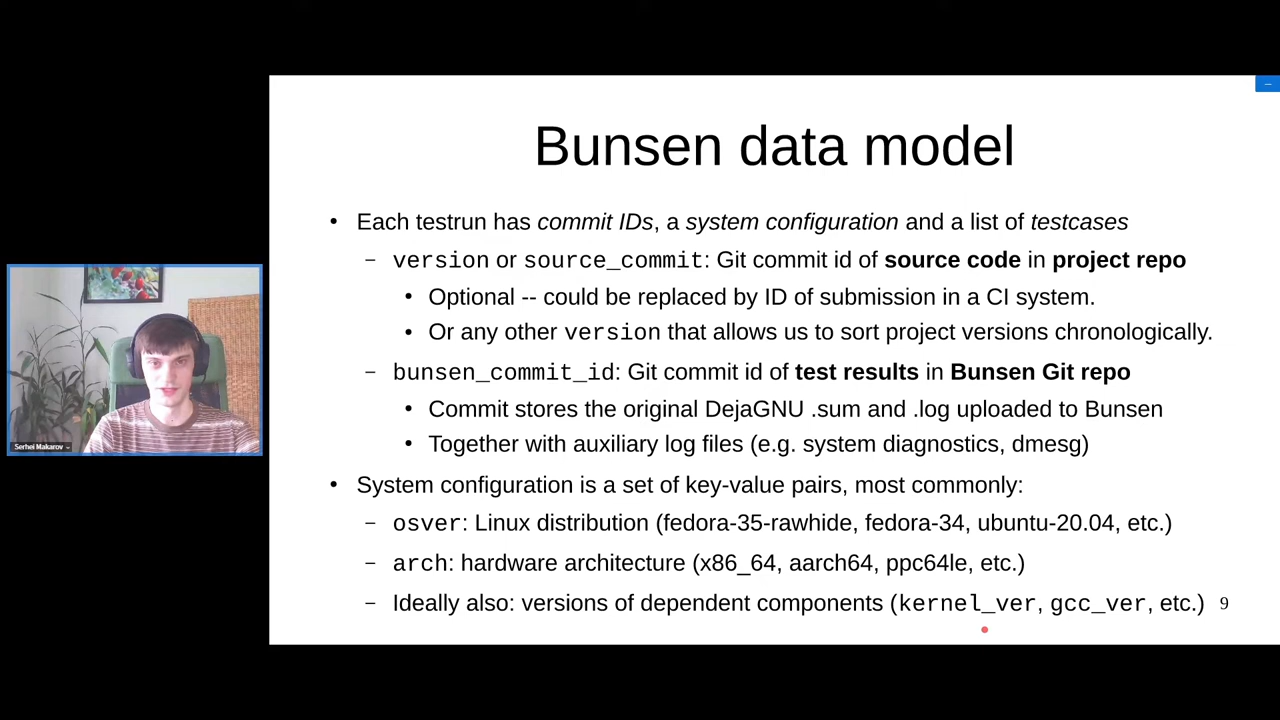 Bunsen data model
• Each testrun has commit IDs, a system configuration and a list of testcases
– version or source_commit: Git commit id of source code in project repo
• Optional -- could be replaced by ID of submission in a CI system.
• Or any other version that allows us to sort project versions chronologically.
– bunsen_commit_id: Git commit id of test results in Bunsen Git repo
• Commit stores the original DejaGNU .sum and .log uploaded to Bunsen
• Together with auxiliary log files (e.g. system diagnostics, dmesg)
• System configuration is a set of key-value pairs, most commonly:
– osver: Linux distribution (fedora-35-rawhide, fedora-34, ubuntu-20.04, etc.)
– arch: hardware architecture (x86_64, aarch64, ppc64le, etc.)
– Ideally also: versions of dependent components (kernel_ver, gcc_ver, etc.)
9
Serhei Makarov